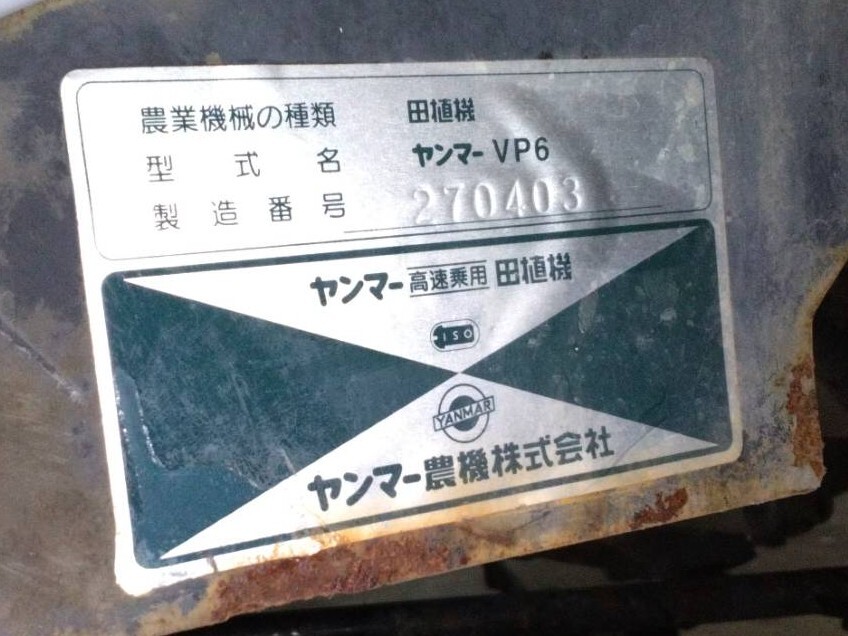 農業機械の種類 田植機
型式名 ヤンマー VP6
製造番号 270403
ヤンマー高速乗用田植機
ISO
YANMAR
ヤンマー農機株式会社